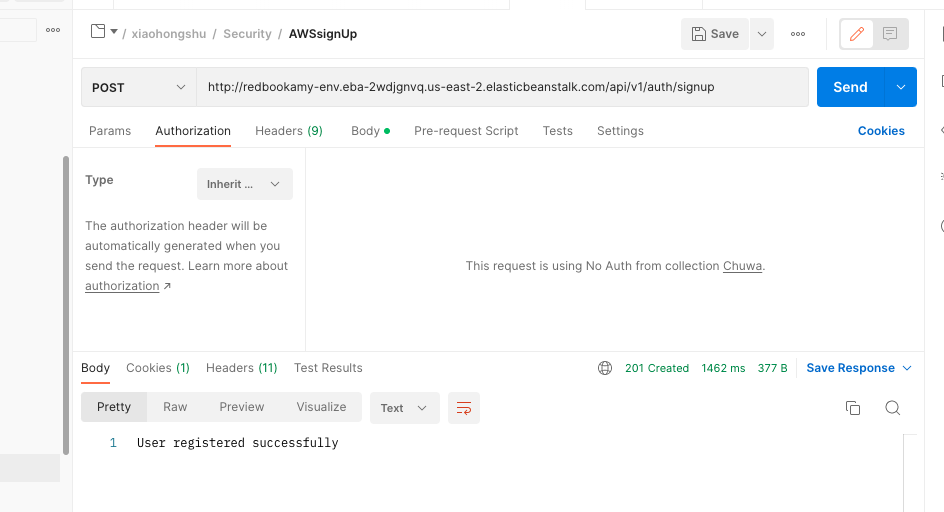 / xiaohongshu / Security / AWSsignUp
Save
POST
http://redbookamy-env.eba-2wdjgnvq.us-east-2.elasticbeanstalk.com/api/v1/auth/signup
Send
Params Authorization Headers (9) Body Pre-request Script Tests Settings Cookies
Type
Inherit ...
The authorization header will be
automatically generated when you
send the request. Learn more about
authorization ↗
This request is using No Auth from collection Chuwa.
Body Cookies (1) Headers (11) Test Results
201 Created 1462 ms 377 B Save Response
Pretty Raw Preview Visualize Text
1 User registered successfully